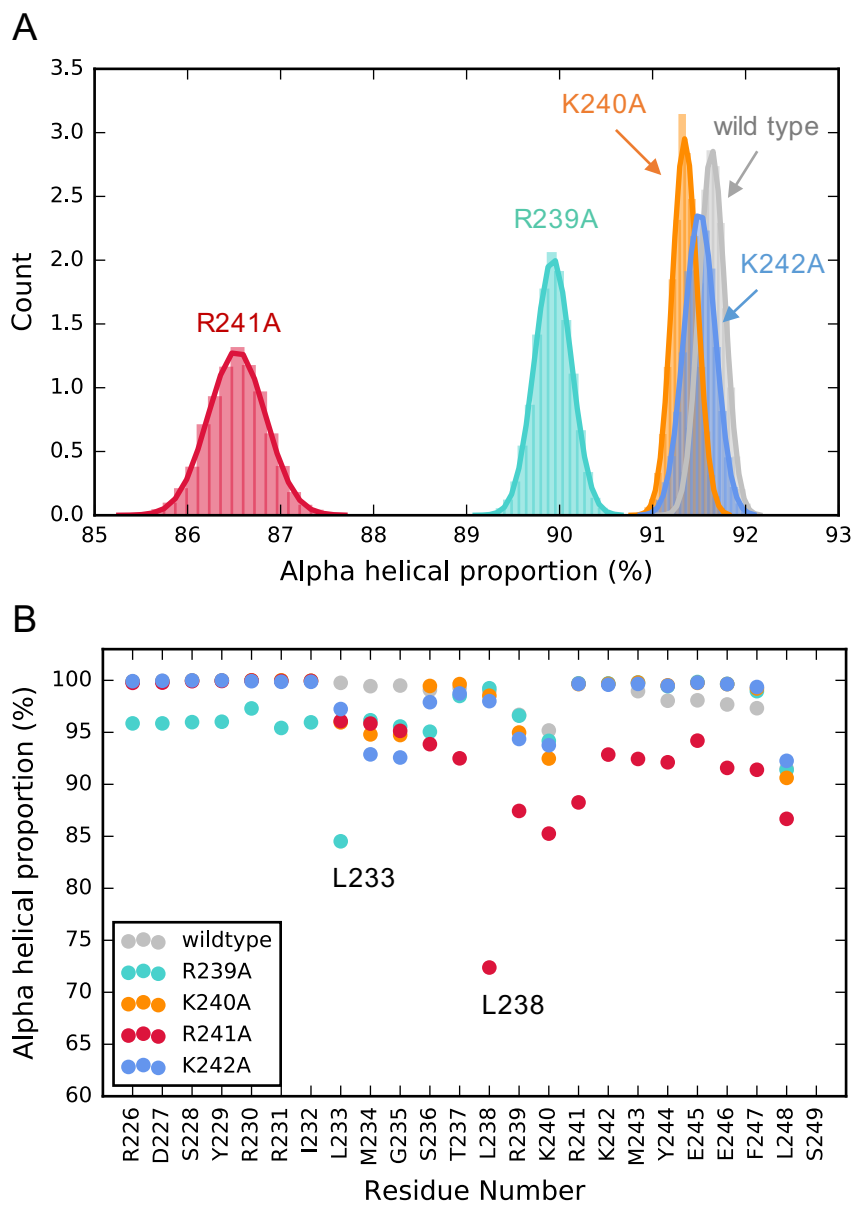 A
3.5
3.0
2.5
2.0
1.5
1.0
0.5
0.0
Count
K240A
wild type
R239A
K242A
R241A
85 86 87 88 89 90 91 92 93
Alpha helical proportion (%)
B
100
95
90
85
80
75
70
65
60
Alpha helical proportion (%)
L233
L238
wildtype
R239A
K240A
R241A
K242A
R226 D227 S228 Y229 R230 R231 I232 L233 M234 G235 S236 T237 L238 R239 K240 R241 K242 M243 Y244 E245 E246 F247 L248 S249
Residue Number